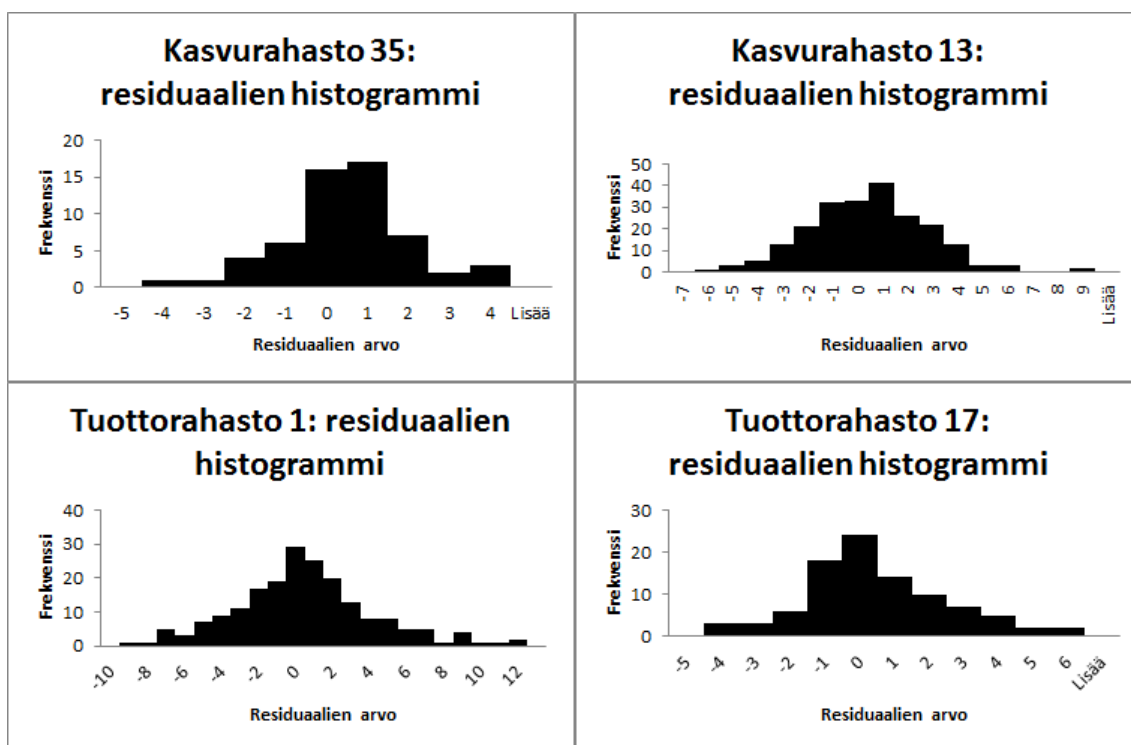 Kasvurahasto 35:
residuaalien histogrammi
20
15
10
5
0
Frekvenssi
-5 -4 -3 -2 -1 0 1 2 3 4 Lisää
Residuaalien arvo
Kasvurahasto 13:
residuaalien histogrammi
50
40
30
20
10
0
Frekvenssi
-7 -6 -5 -4 -3 -2 -1 0 1 2 3 4 5 6 7 8 9 Lisää
Residuaalien arvo
Tuottorahasto 1: residuaalien
histogrammi
40
30
20
10
0
Frekvenssi
-10 -8 -6 -4 -2 0 2 4 6 8 10 12
Residuaalien arvo
Tuottorahasto 17:
residuaalien histogrammi
30
20
10
0
Frekvenssi
-5 -4 -3 -2 -1 0 1 2 3 4 5 6 Lisää
Residuaalien arvo